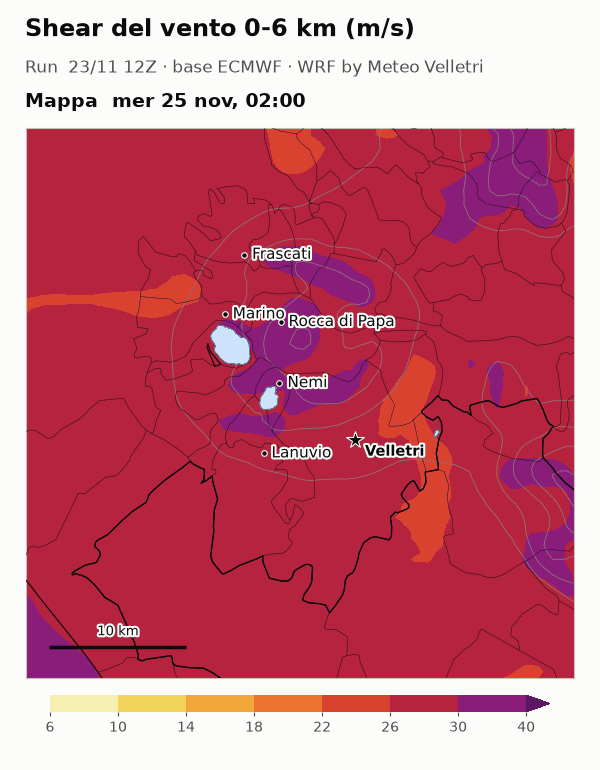 Shear del vento 0-6 km (m/s)
Run  23/11 12Z · base ECMWF · WRF by Meteo Velletri
Mappa  mer 25 nov, 02:00
Frascati
Marino
Rocca di Papa
Nemi
Velletri
Lanuvio
10 km
6 10 14 18 22 26 30 40